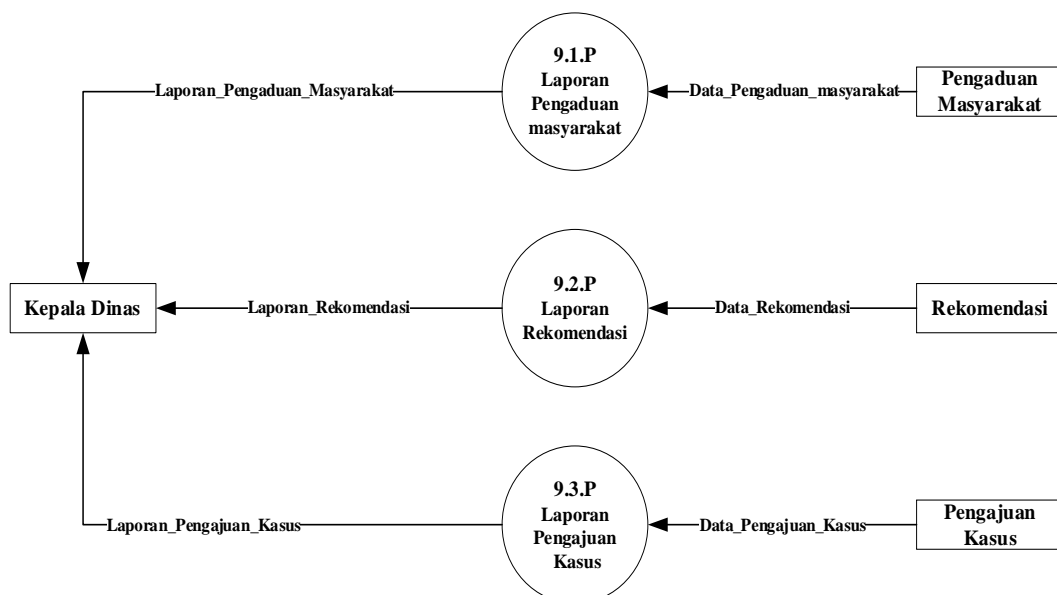 9.1.P
Laporan
Pengaduan
masyarakat
Laporan_Pengaduan_Masyarakat
Data_Pengaduan_masyarakat
Pengaduan
Masyarakat
Kepala Dinas
Laporan_Rekomendasi
9.2.P
Laporan
Rekomendasi
Data_Rekomendasi
Rekomendasi
Laporan_Pengajuan_Kasus
9.3.P
Laporan
Pengajuan
Kasus
Data_Pengajuan_Kasus
Pengajuan
Kasus